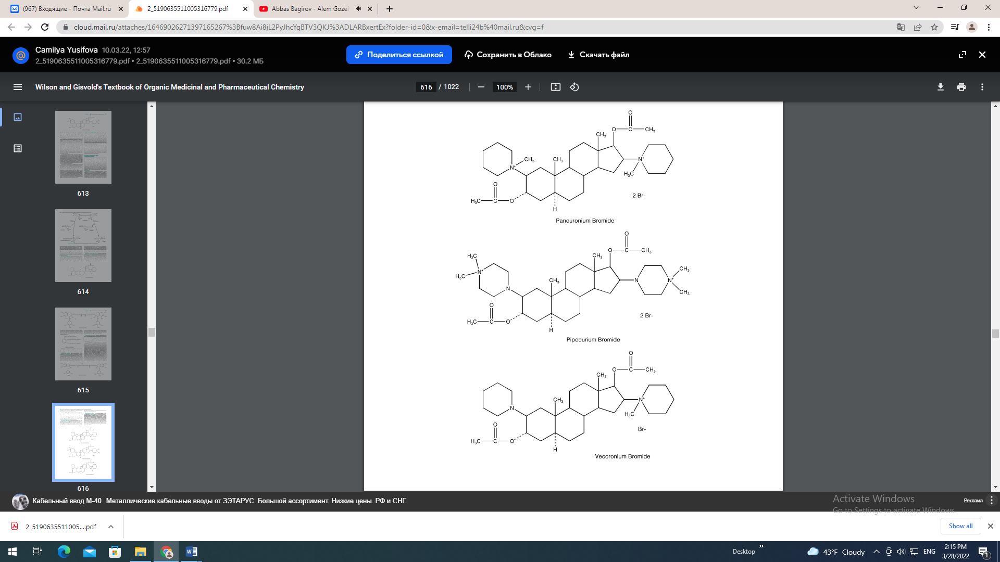 (967) Входящие - Почта Mail.ru
2_5190635511005316779.pdf
Abbas Bagirov - Alem Gozel
cloud.mail.ru/attaches/16469026271397165267%3Bfuw8Ai8jL2PyJhcYqBTV3QKJ%3ADLARBxertEx?folder-id=0&x-email=telli24b%40mail.ru&cvg=f
Camilya Yusifova 10.03.22, 12:57
2_5190635511005316779.pdf • 2_5190635511005316779.pdf • 30.2 МБ
Поделиться ссылкой
Сохранить в Облако
Скачать файл
Wilson and Gisvold's Textbook of Organic Medicinal and Pharmaceutical Chemistry
616 / 1022
100%
613
614
615
616
O
O C CH3
CH3
CH3 CH3 N+
N+ H3C
O
H3C C O
2 Br-
H
Pancuronium Bromide
O
O C CH3
H3C CH3
H3C N+ CH3
CH3 N N+
N CH3
O
2 Br-
H3C C O
H
Pipecurium Bromide
O
O C CH3
CH3
CH3 N+
N H3C
O
Br-
H3C C O
H
Vecoronium Bromide
Кабельный ввод М-40 Металлические кабельные вводы от ЗЭТАРУС. Большой ассортимент. Низкие цены. РФ и СНГ.
Реклама
Activate Windows
Go to Settings to activate Windows.
2_5190635511005....pdf
Show all
Desktop
43°F Cloudy
ENG
2:15 PM
3/28/2022
1